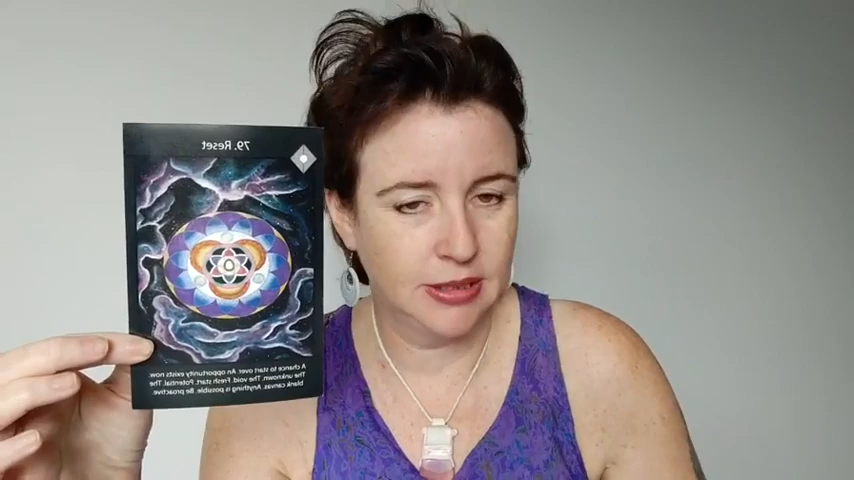 79. Reset
A chance to start over. An opportunity exists now.
The unknown. The void. Fresh start. Potential. The
blank canvas. Anything is possible. Be proactive.